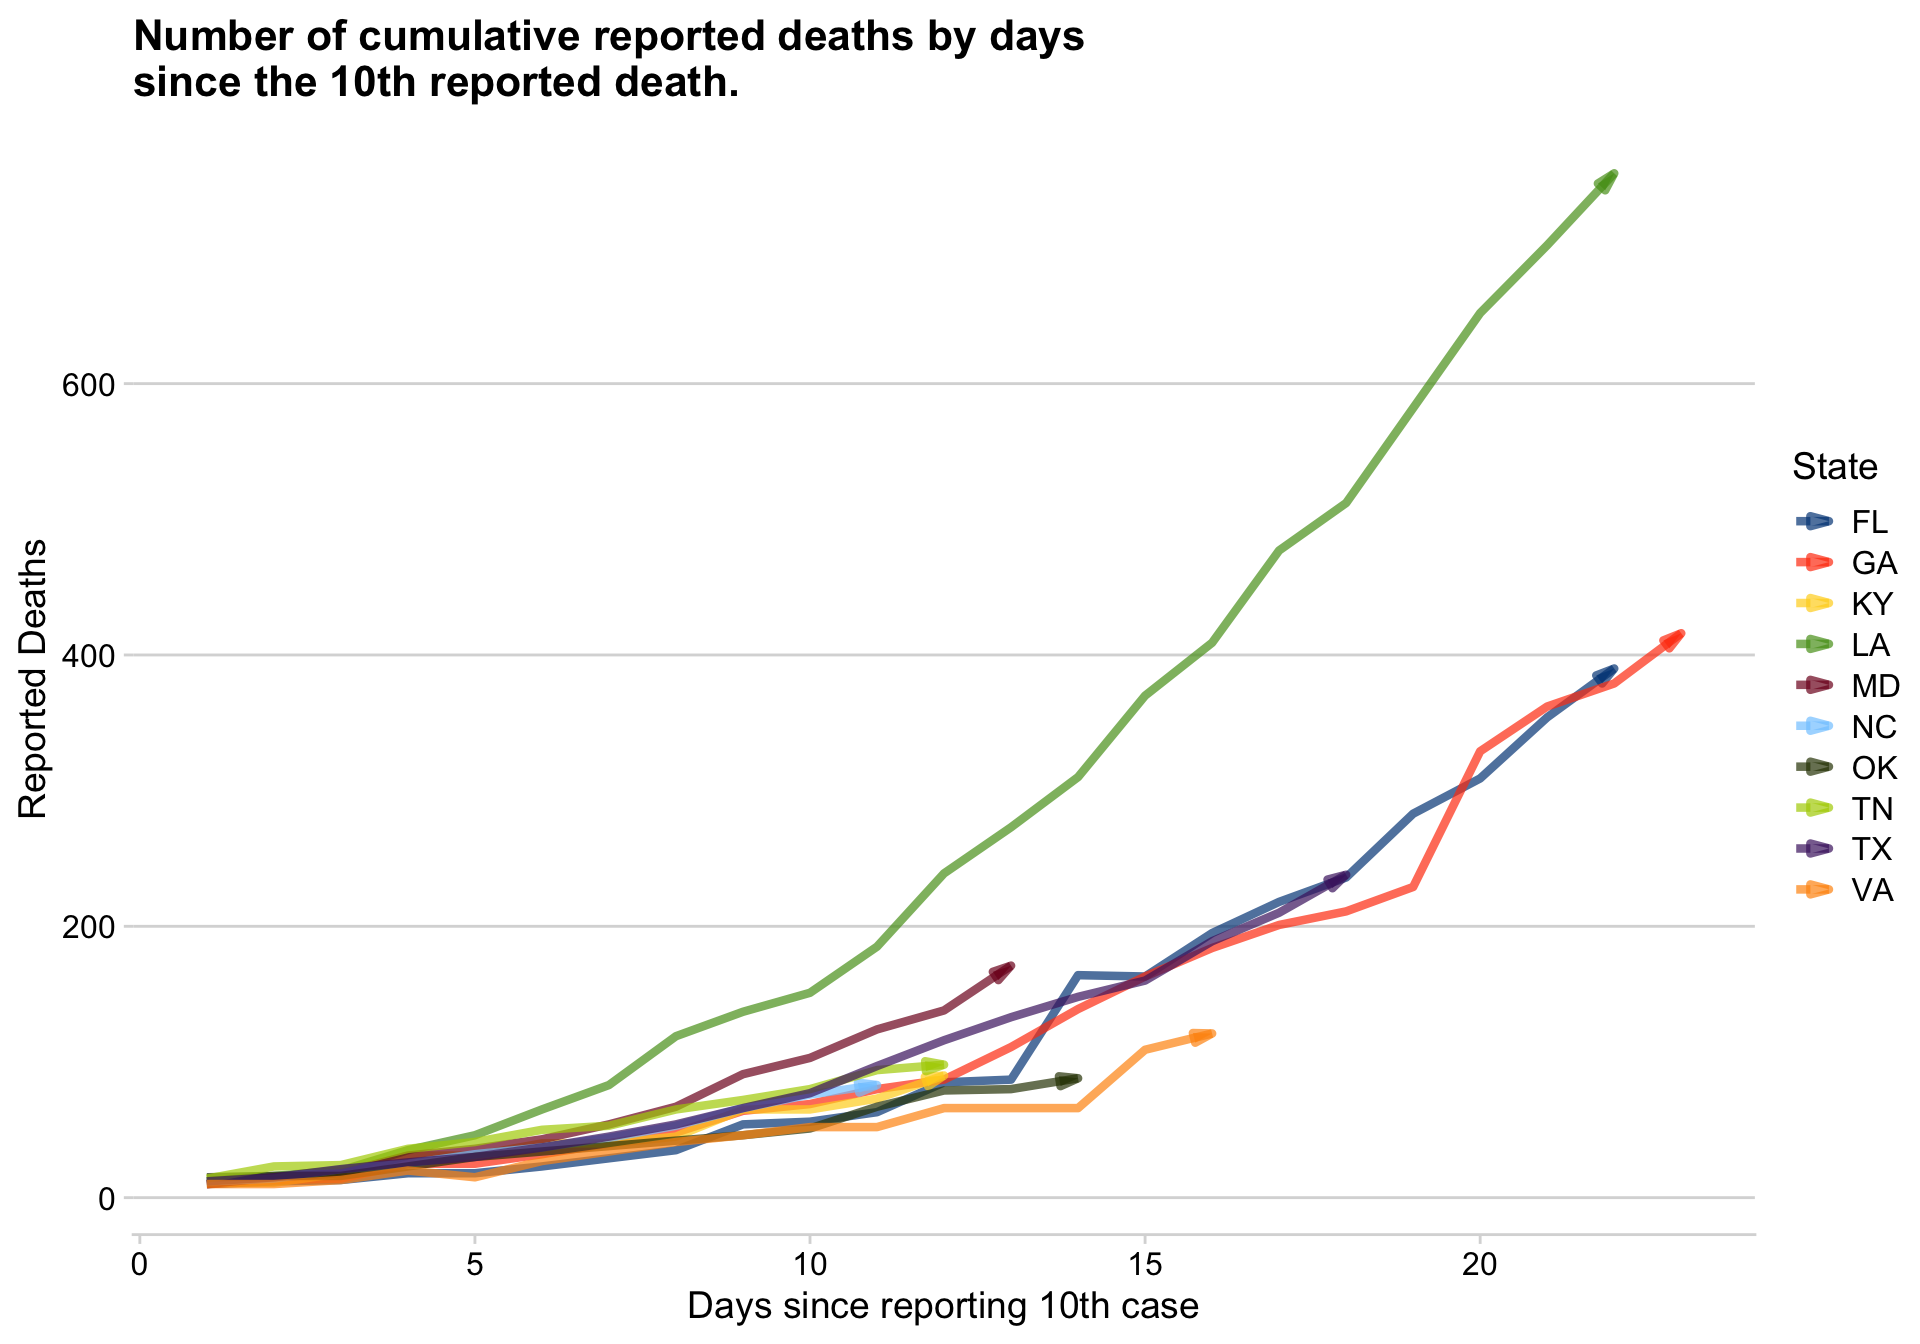 Number of cumulative reported deaths by days
since the 10th reported death.
600
400
200
0
Reported Deaths
0 5 10 15 20
Days since reporting 10th case
State
FL
GA
KY
LA
MD
NC
OK
TN
TX
VA